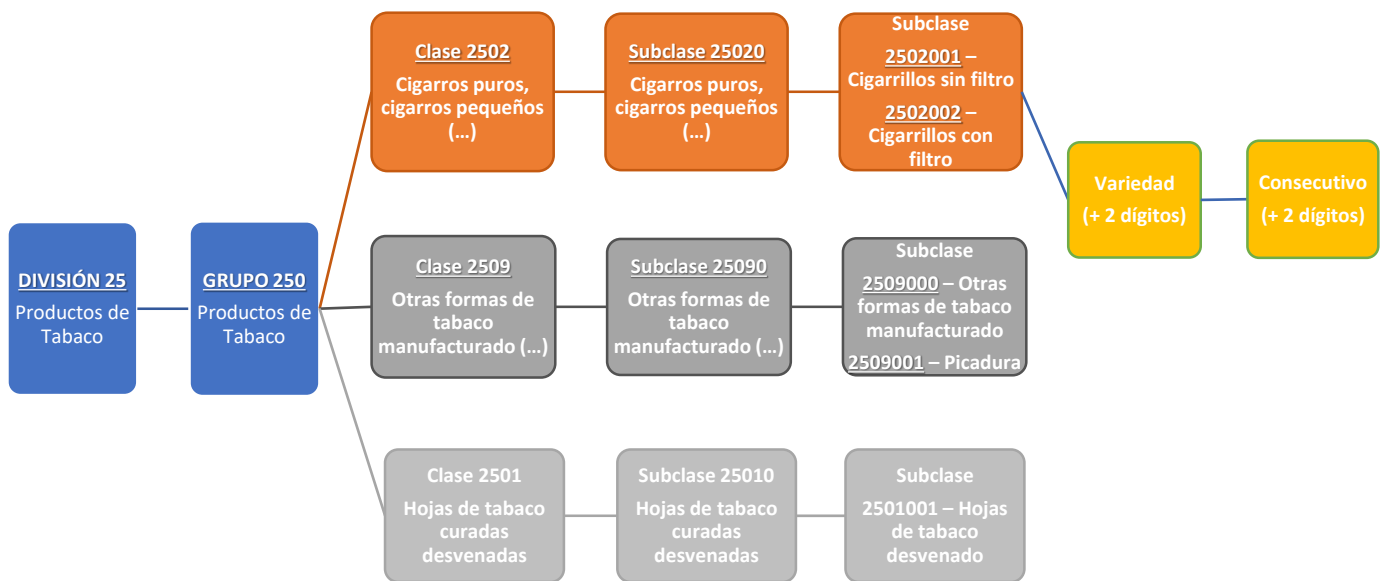 DIVISIÓN 25
Productos de
Tabaco
GRUPO 250
Productos de
Tabaco
Clase 2502
Cigarros puros,
cigarros pequeños
(...)
Subclase 25020
Cigarros puros,
cigarros pequeños
(...)
Subclase
2502001 –
Cigarrillos sin filtro
2502002 –
Cigarrillos con
filtro
Variedad
(+ 2 dígitos)
Consecutivo
(+ 2 dígitos)
Clase 2509
Otras formas de
tabaco
manufacturado (...)
Subclase 25090
Otras formas de
tabaco
manufacturado (...)
Subclase
2509000 – Otras
formas de tabaco
manufacturado
2509001 – Picadura
Clase 2501
Hojas de tabaco
curadas
desvenadas
Subclase 25010
Hojas de tabaco
curadas
desvenadas
Subclase
2501001 – Hojas
de tabaco
desvenado